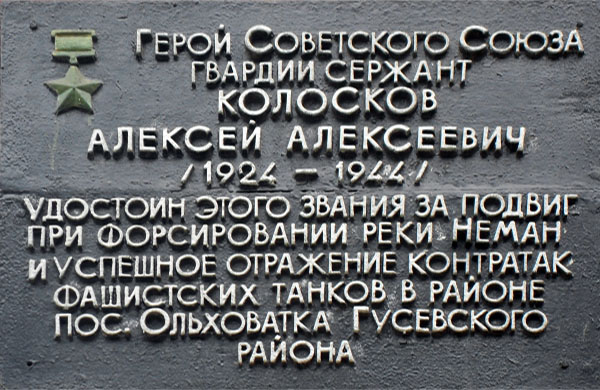 Герой Советского Союза
гвардии сержант
КОЛОСКОВ
АЛЕКСЕЙ АЛЕКСЕЕВИЧ
/1924 – 1944/
УДОСТОИН ЭТОГО ЗВАНИЯ ЗА ПОДВИГ
ПРИ ФОРСИРОВАНИИ РЕКИ НЕМАН
И УСПЕШНОЕ ОТРАЖЕНИЕ КОНТРАТАК
ФАШИСТСКИХ ТАНКОВ В РАЙОНЕ
ПОС. ОЛЬХОВАТКА ГУСЕВСКОГО
РАЙОНА